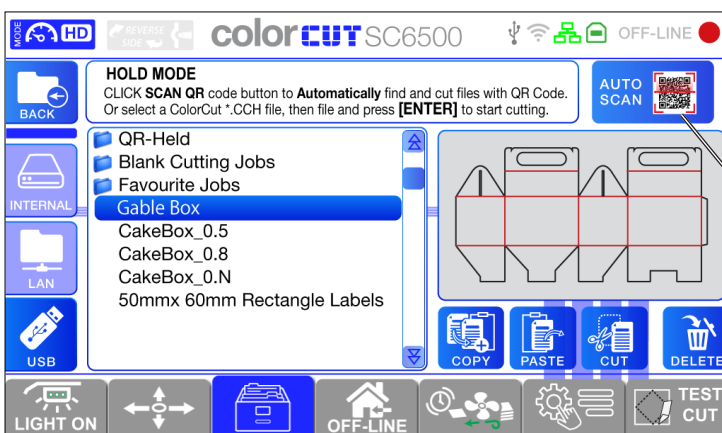 MODE
HD
REVERSE
SIDE
colorCUT SC6500
OFF-LINE
BACK
HOLD MODE
CLICK SCAN QR code button to Automatically find and cut files with QR Code.
Or select a ColorCut *.CCH file, then file and press [ENTER] to start cutting.
AUTO
SCAN
INTERNAL
LAN
USB
QR-Held
Blank Cutting Jobs
Favourite Jobs
Gable Box
CakeBox_0.5
CakeBox_0.8
CakeBox_0.N
50mmx 60mm Rectangle Labels
COPY
PASTE
CUT
DELETE
LIGHT ON
OFF-LINE
TEST
CUT